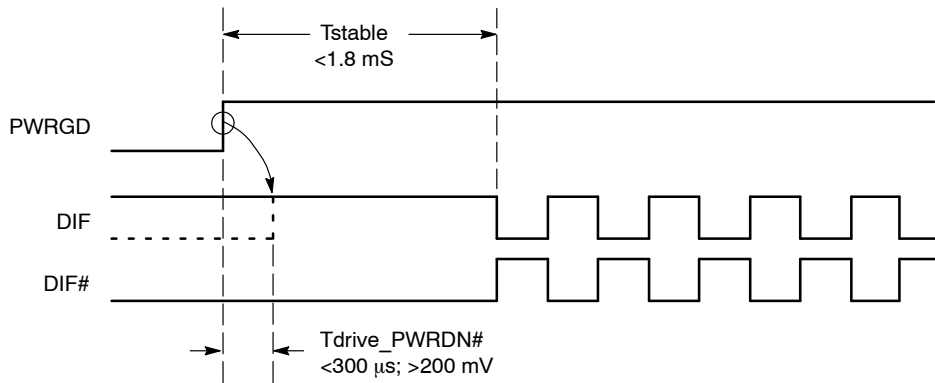 Tstable
<1.8 mS
PWRGD
DIF
DIF#
Tdrive_PWRDN#
<300 μs; >200 mV